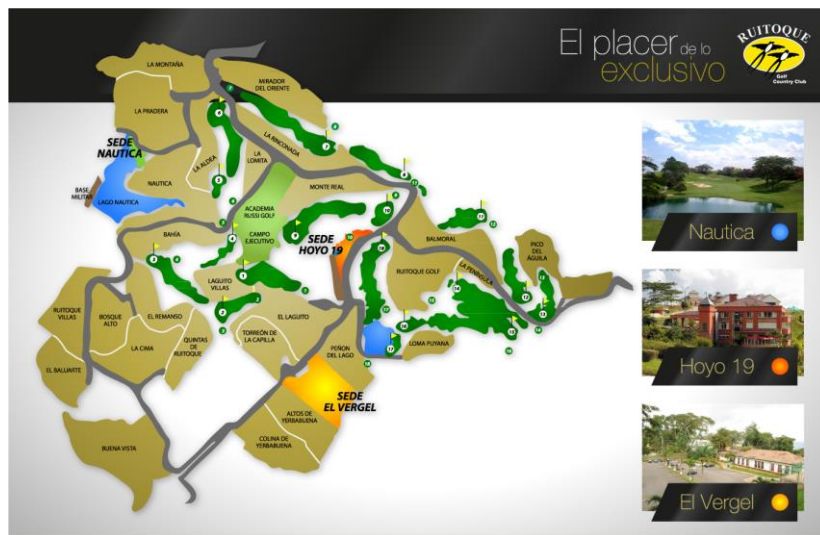 El placer de lo
exclusivo
RUITOQUE
Golf
Country Club
LA MONTAÑA
MIRADOR
DEL ORIENTE
LA PRADERA
SEDE
NAUTICA
LA RINCONADA
LA ALDEA
LA
LOMITA
BASE
MILITAR
NAUTICA
LAGO NAUTICA
MONTE REAL
ACADEMIA
RUSSI GOLF
CAMPO
EJECUTIVO
BAHÍA
SEDE
HOYO 19
BALMORAL
PICO
DEL
ÁGUILA
LA PENINSULA
RUITOQUE GOLF
LAGUITO
VILLAS
RUITOQUE
VILLAS
BOSQUE
ALTO
EL REMANSO
EL LAGUITO
QUINTAS
DE
RUITOQUE
TORREÓN DE
LA CAPILLA
PEÑON
DEL LAGO
LOMA PUYANA
LA CIMA
EL BALUARTE
SEDE
EL VERGEL
ALTOS DE
YERBABUENA
COLINA DE
YERBABUENA
BUENA VISTA
Nautica
Hoyo 19
El Vergel